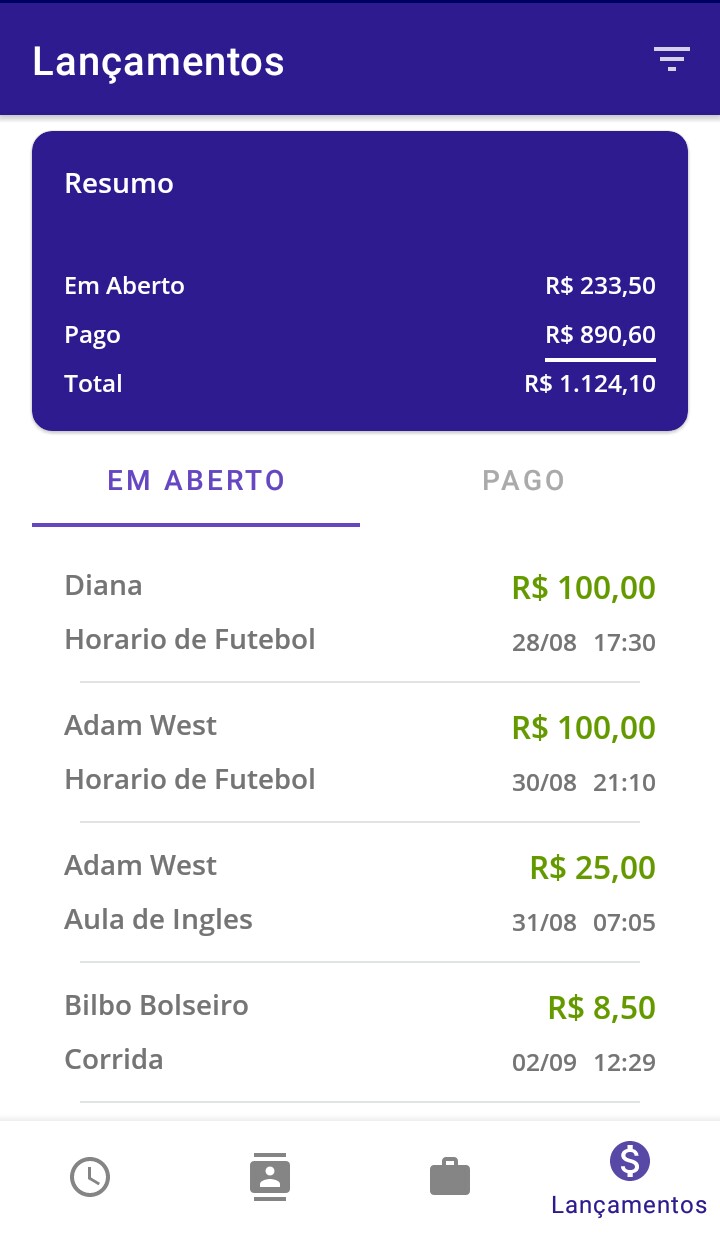 Lançamentos
Resumo
Em Aberto R$ 233,50
Pago R$ 890,60
Total R$ 1.124,10
EM ABERTO PAGO
Diana R$ 100,00
Horario de Futebol 28/08 17:30
Adam West R$ 100,00
Horario de Futebol 30/08 21:10
Adam West R$ 25,00
Aula de Ingles 31/08 07:05
Bilbo Bolseiro R$ 8,50
Corrida 02/09 12:29
$
Lançamentos